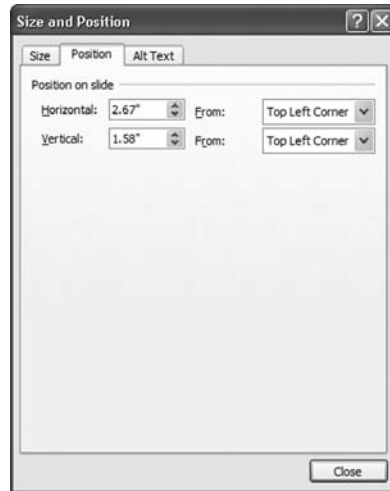 Size and Position
Size Position Alt Text
Position on slide
Horizontal: 2.67" From: Top Left Corner
Vertical: 1.58" From: Top Left Corner
Close